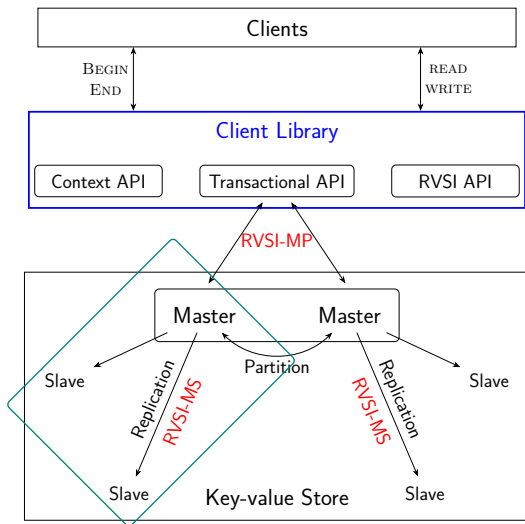 Clients
BEGIN
END
READ
WRITE
Client Library
Context API
Transactional API
RVSI API
RVSI-MP
Master
Master
Partition
Slave
Replication
RVSI-MS
Replication
RVSI-MS
Slave
Slave
Slave
Key-value Store